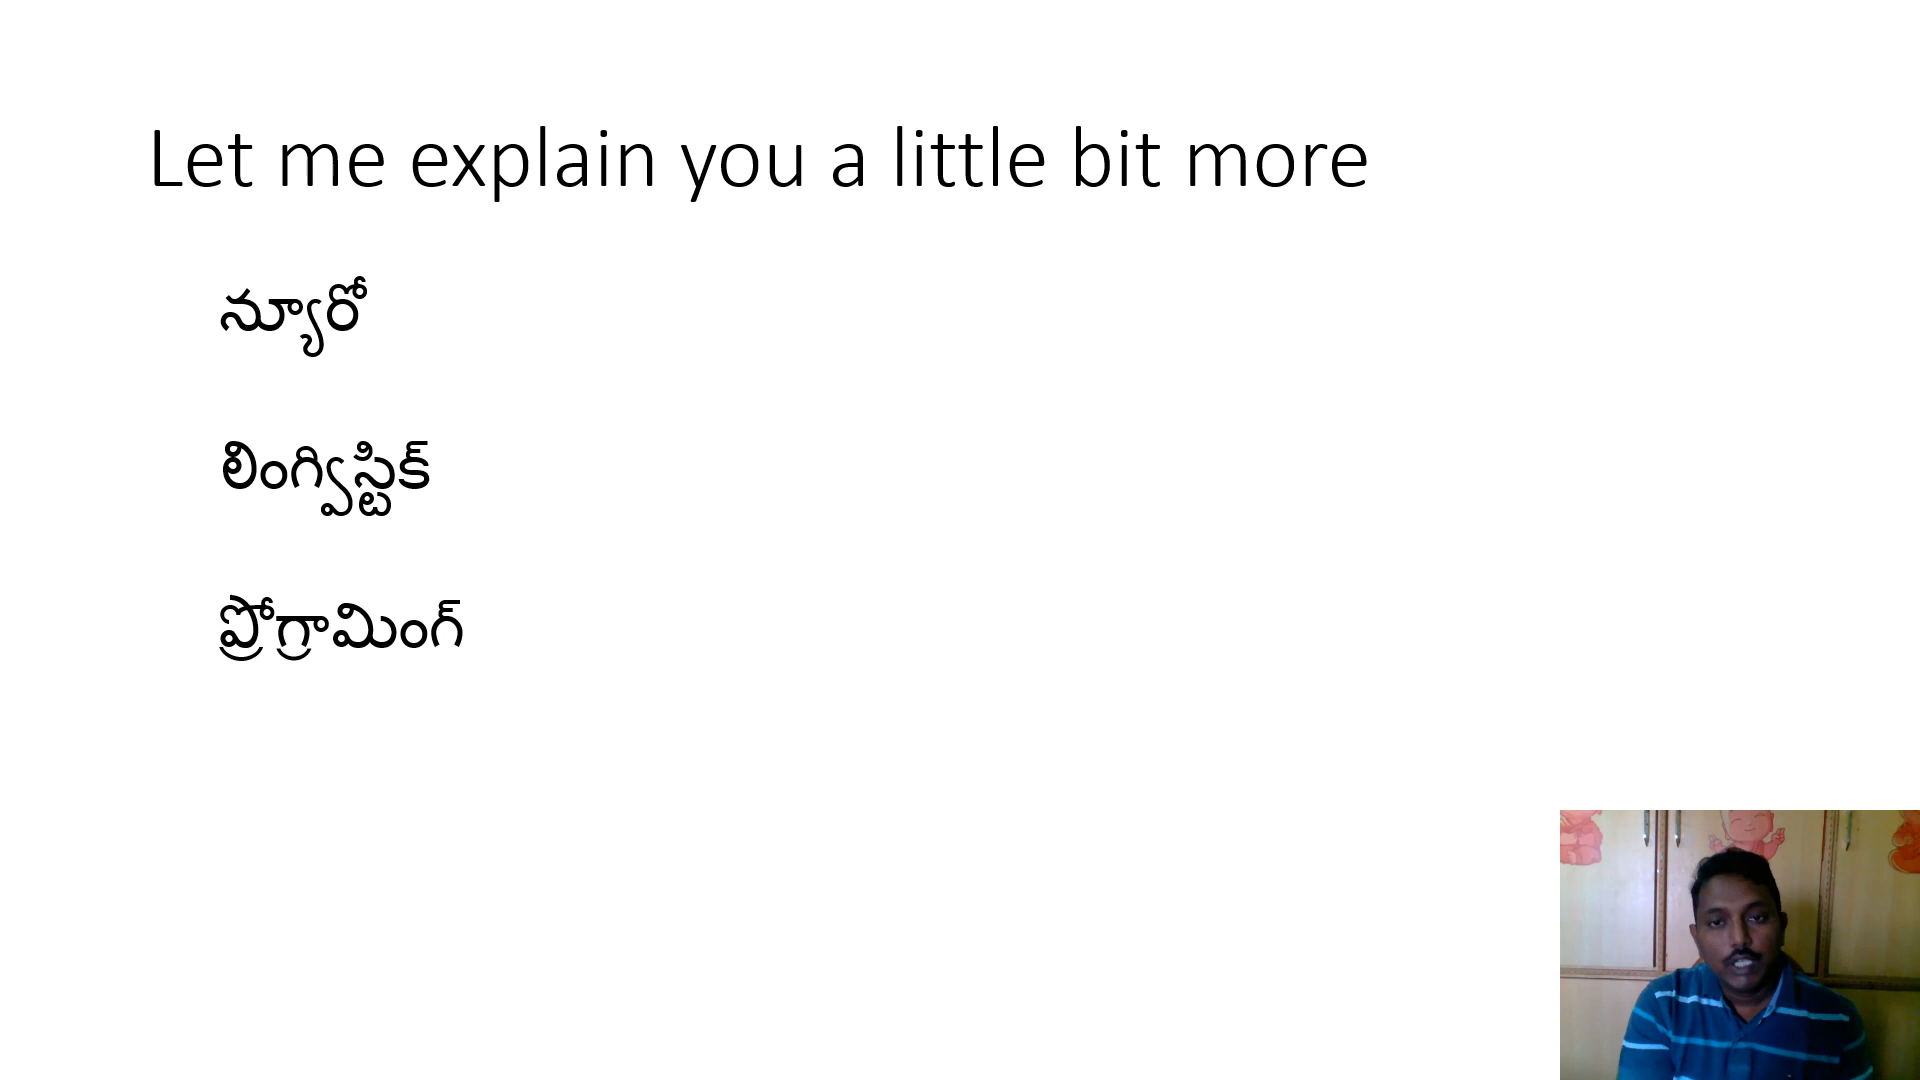 Let me explain you a little bit more
న్యూరో
లింగ్విస్టిక్
ప్రోగ్రామింగ్